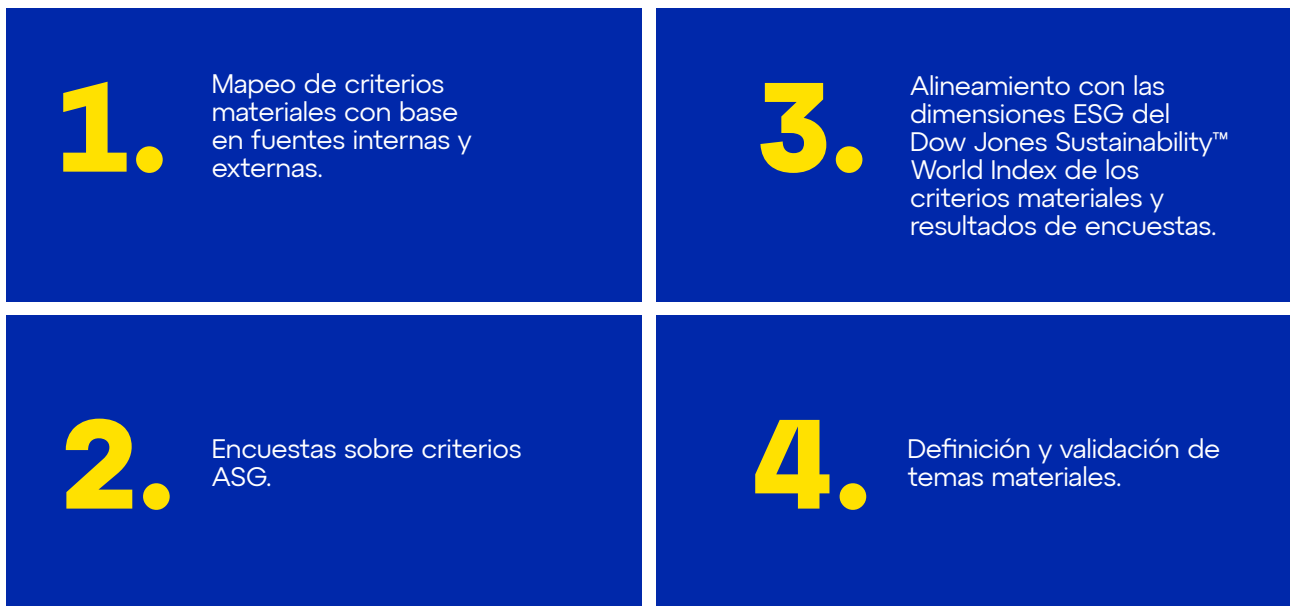 1.
Mapeo de criterios
materiales con base
en fuentes internas y
externas.
2.
Encuestas sobre criterios
ASG.
3.
Alineamiento con las
dimensiones ESG del
Dow Jones Sustainability™
World Index de los
criterios materiales y
resultados de encuestas.
4.
Definición y validación de
temas materiales.